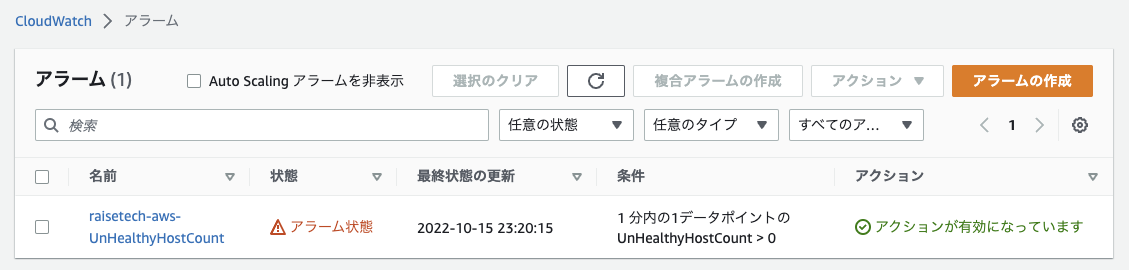 CloudWatch > アラーム
アラーム (1)
Auto Scaling アラームを非表示
選択のクリア
複合アラームの作成
アクション
アラームの作成
検索
任意の状態
任意のタイプ
すべてのア...
1
名前
状態
最終状態の更新
条件
アクション
raisetech-aws-
UnHealthyHostCount
アラーム状態
2022-10-15 23:20:15
1 分内の1データポイントの
UnHealthyHostCount > 0
アクションが有効になっています